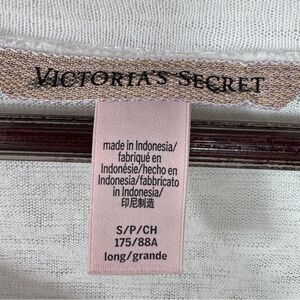 VICTORIA'S SECRET
made in Indonesia/
fabriqué en
Indonésie/hecho en
Indonesia/fabbricato
in Indonesia/
印尼制造
S/P/CH
175/88A
long/grande